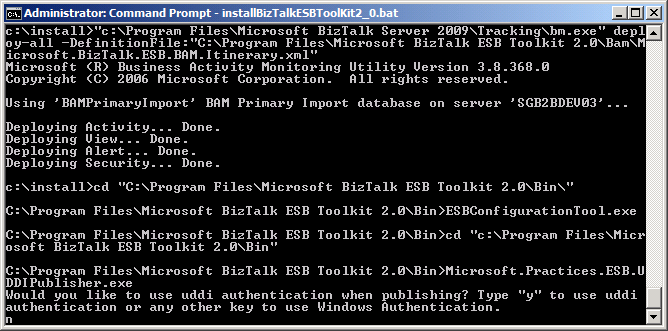 Administrator: Command Prompt - installBizTalkESBToolKit2_0.bat
c:\install>"c:\Program Files\Microsoft BizTalk Server 2009\Tracking\bm.exe" depl
oy-all -DefinitionFile:"C:\Program Files\Microsoft BizTalk ESB Toolkit 2.0\Bam\M
icrosoft.BizTalk.ESB.BAM.Itinerary.xml"
Microsoft (R) Business Activity Monitoring Utility Version 3.8.368.0
Copyright (C) 2006 Microsoft Corporation.  All rights reserved.
Using 'BAMPrimaryImport' BAM Primary Import database on server 'SGB2BDEV03'...
Deploying Activity... Done.
Deploying View... Done.
Deploying Alert... Done.
Deploying Security... Done.
c:\install>cd "C:\Program Files\Microsoft BizTalk ESB Toolkit 2.0\Bin\"
C:\Program Files\Microsoft BizTalk ESB Toolkit 2.0\Bin>ESBConfigurationTool.exe
C:\Program Files\Microsoft BizTalk ESB Toolkit 2.0\Bin>cd "c:\Program Files\Micr
osoft BizTalk ESB Toolkit 2.0\Bin"
C:\Program Files\Microsoft BizTalk ESB Toolkit 2.0\Bin>Microsoft.Practices.ESB.U
DDIPublisher.exe
Would you like to use uddi authentication when publishing? Type "y" to use uddi
authentication or any other key to use Windows Authentication.
n